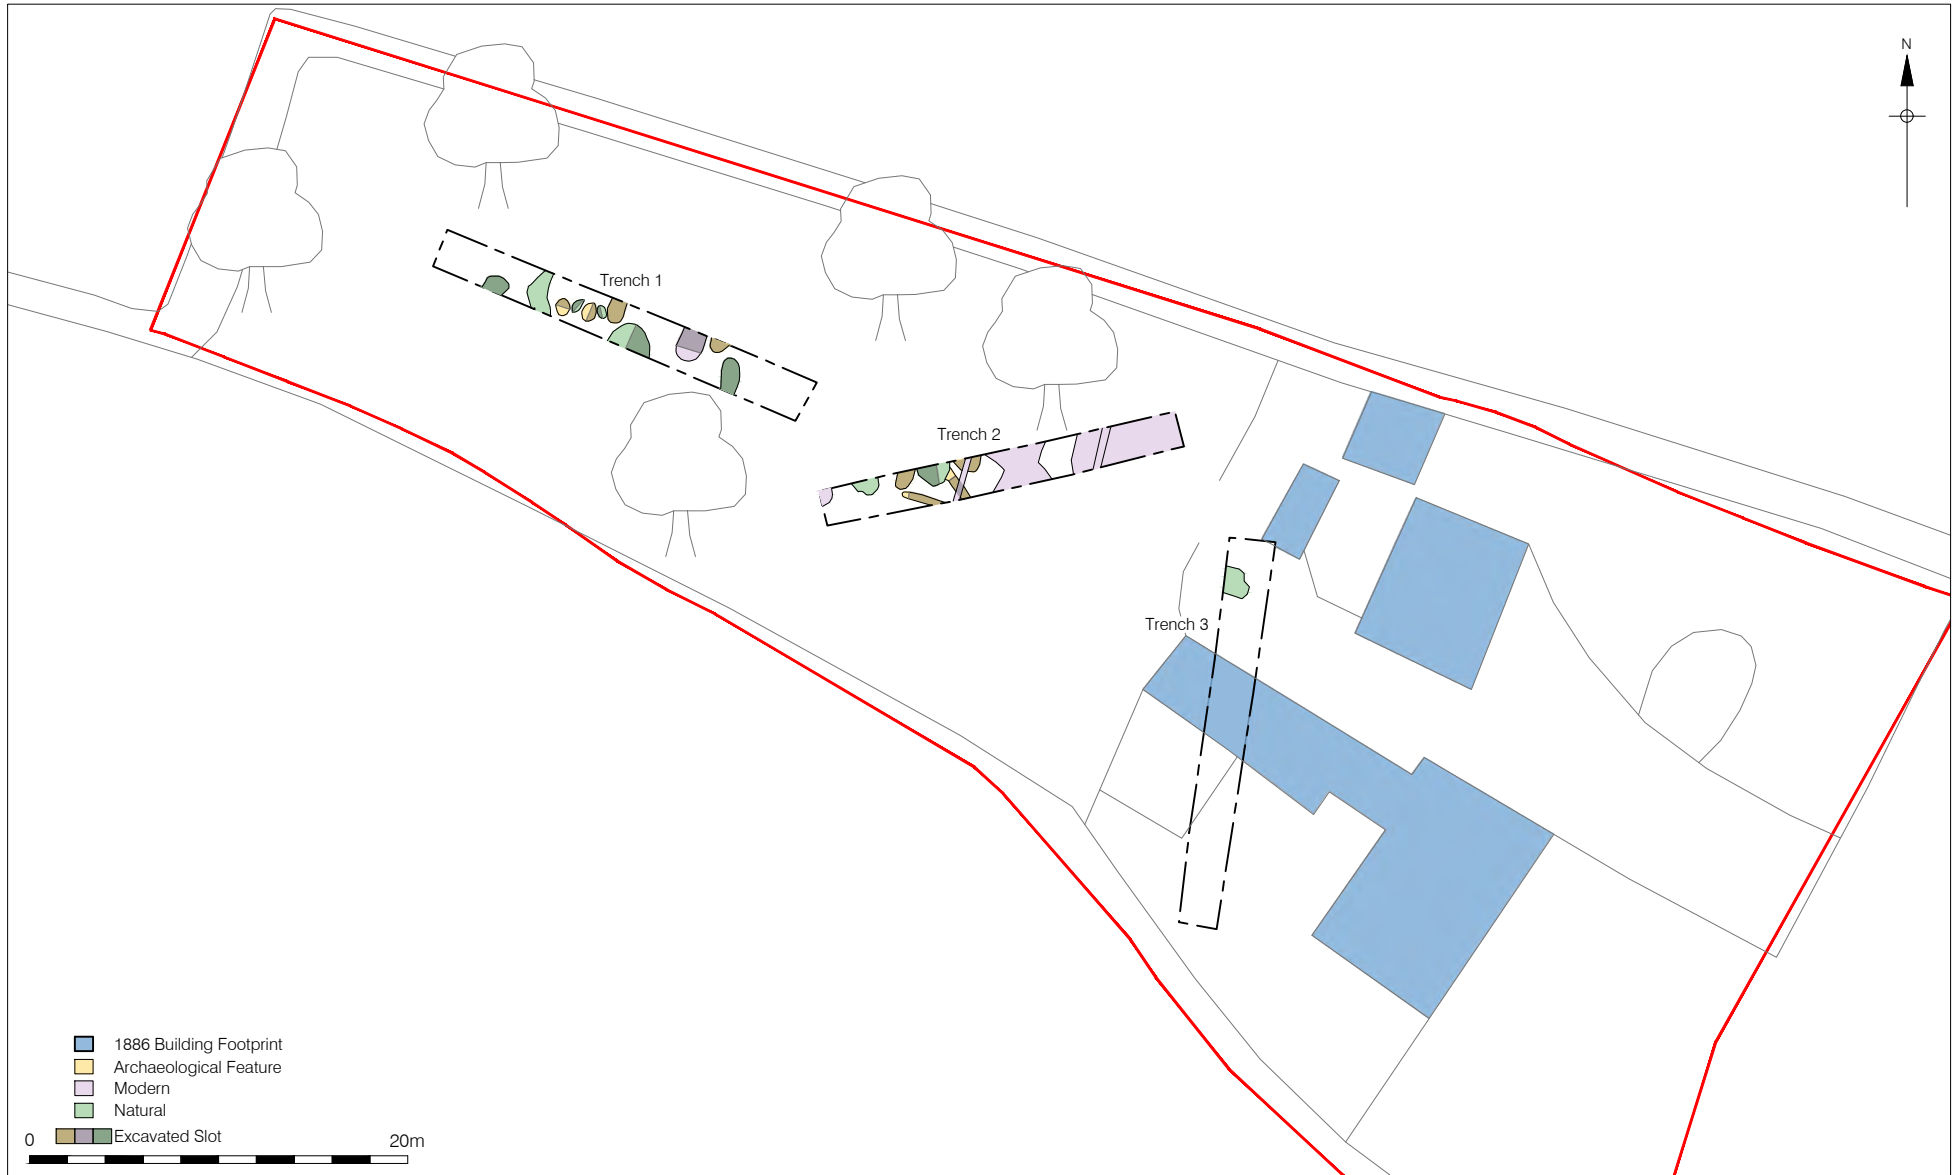 N
Trench 1
Trench 2
Trench 3
1886 Building Footprint
Archaeological Feature
Modern
Natural
Excavated Slot
0 20m